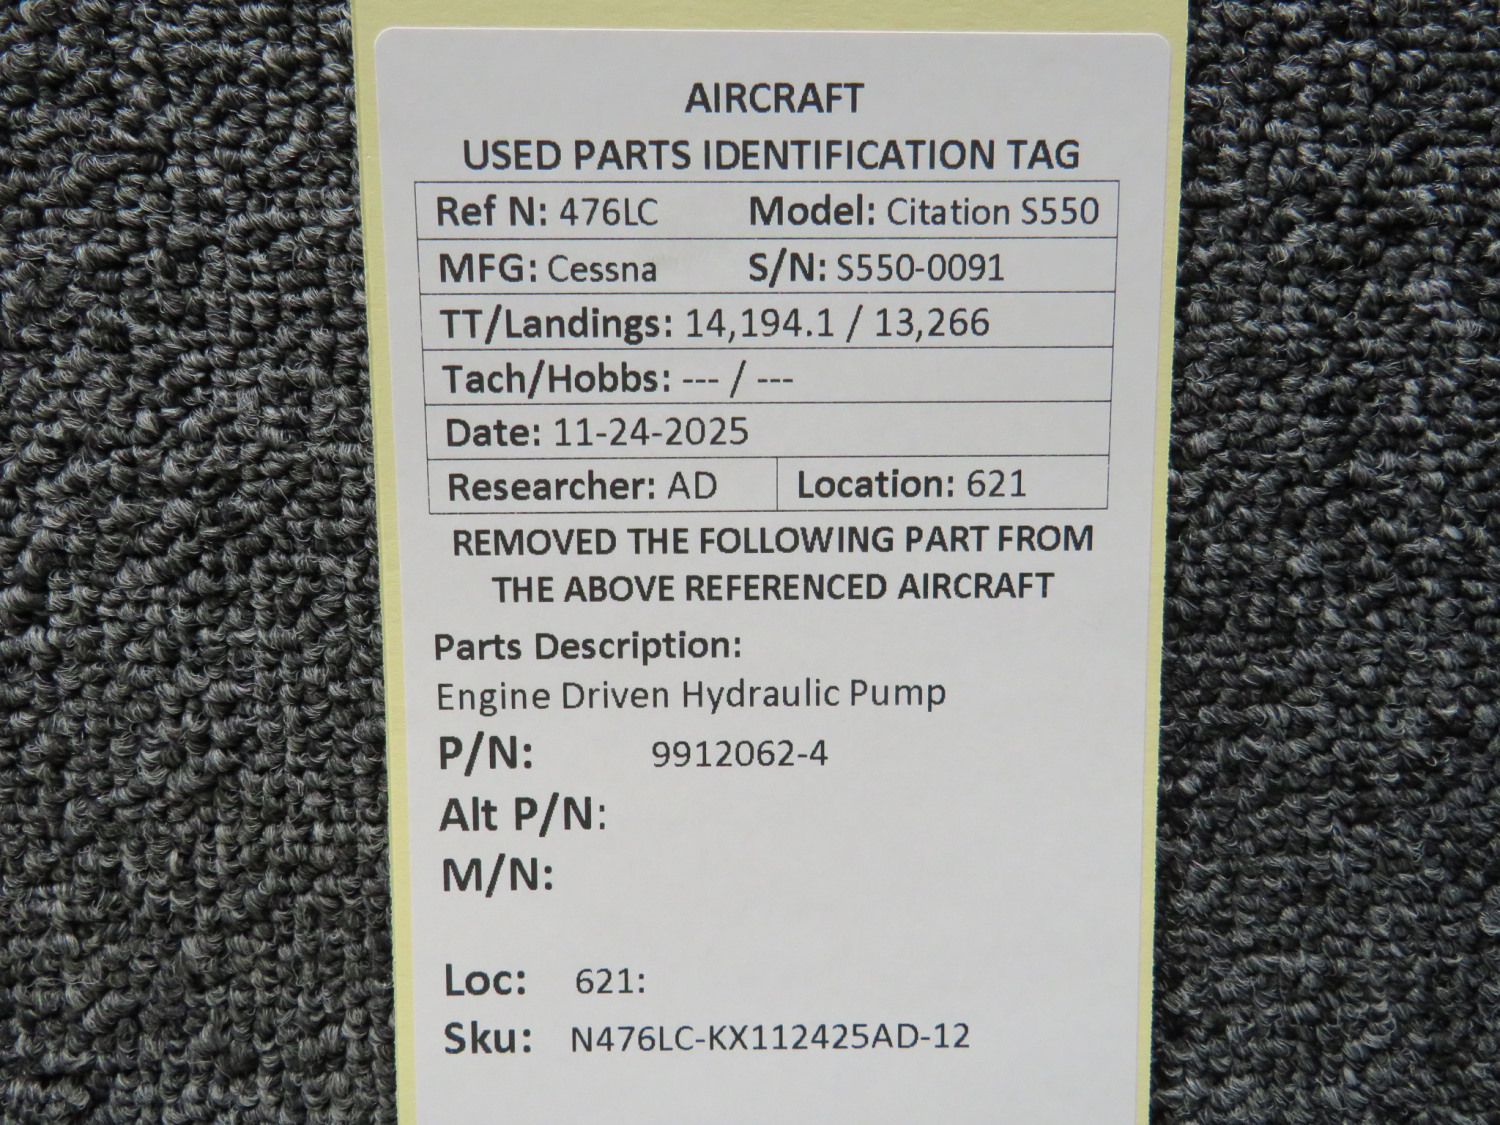 AIRCRAFT
USED PARTS IDENTIFICATION TAG
Ref N: 476LC Model: Citation S550
MFG: Cessna S/N: S550-0091
TT/Landings: 14,194.1 / 13,266
Tach/Hobbs: --- / ---
Date: 11-24-2025
Researcher: AD Location: 621
REMOVED THE FOLLOWING PART FROM
THE ABOVE REFERENCED AIRCRAFT
Parts Description:
Engine Driven Hydraulic Pump
P/N: 9912062-4
Alt P/N:
M/N:
Loc: 621:
Sku: N476LC-KX112425AD-12